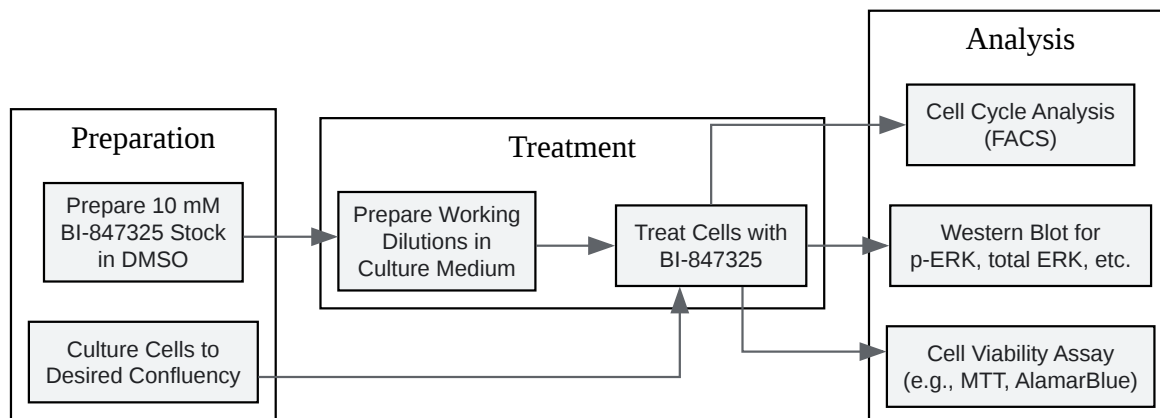 Preparation
Prepare 10 mM
BI-847325 Stock
in DMSO
Culture Cells to
Desired Confluency
Treatment
Prepare Working
Dilutions in
Culture Medium
Treat Cells with
BI-847325
Analysis
Cell Cycle Analysis
(FACS)
Western Blot for
p-ERK, total ERK, etc.
Cell Viability Assay
(e.g., MTT, AlamarBlue)